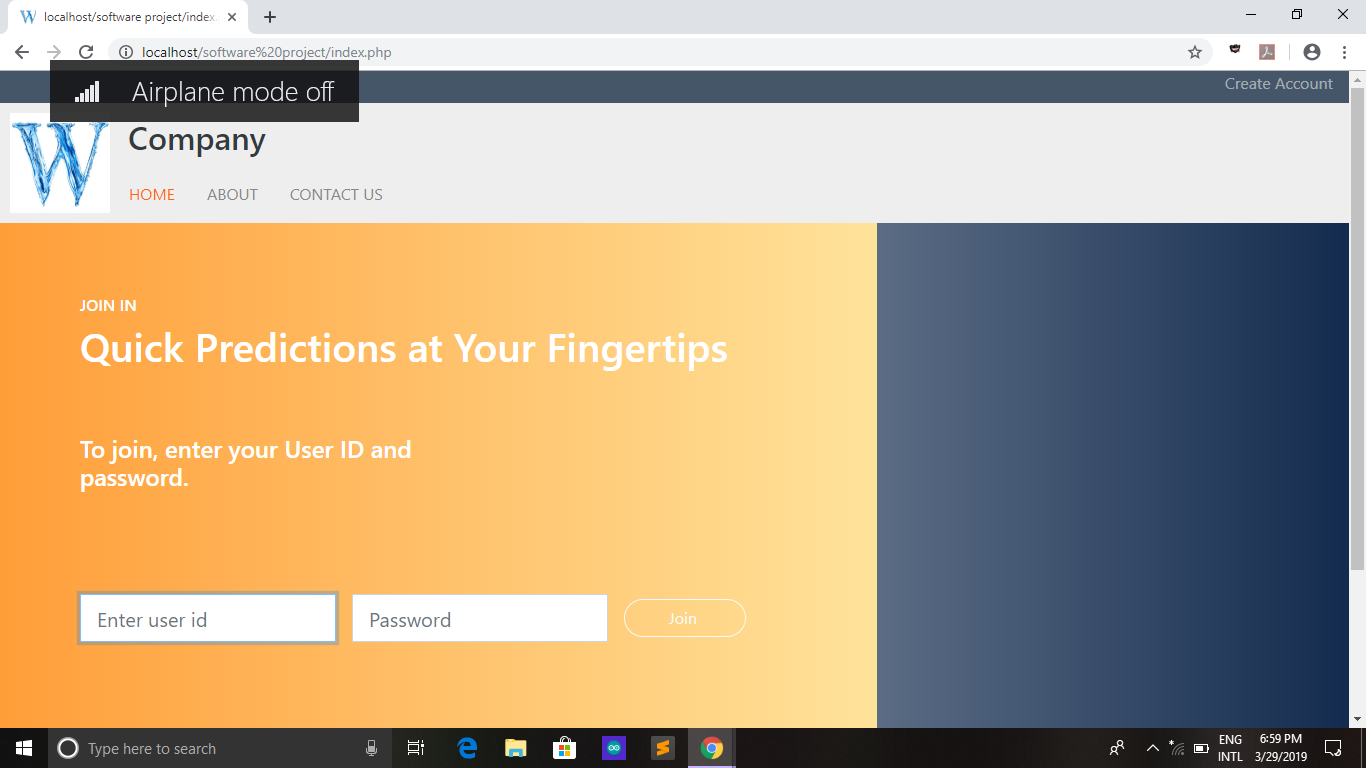 localhost/software project/index.
localhost/software%20project/index.php
Airplane mode off
Create Account
W
Company
HOME ABOUT CONTACT US
JOIN IN
Quick Predictions at Your Fingertips
To join, enter your User ID and
password.
Enter user id Password Join
Type here to search
ENG 6:59 PM
INTL 3/29/2019